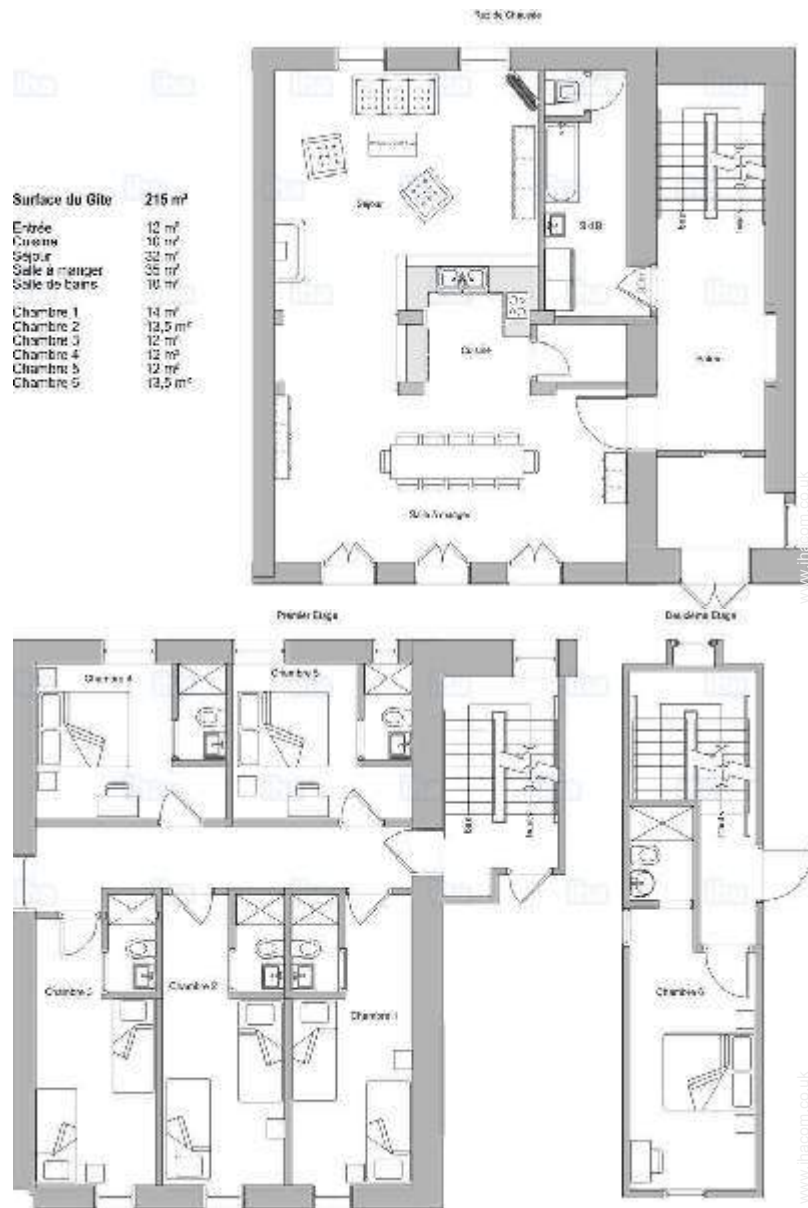 Rez de Chaussée
Surface du Gîte 215 m²
Entrée 12 m²
Cuisine 10 m²
Séjour 32 m²
Salle à manger 35 m²
Salle de bains 10 m²
Chambre 1 14 m²
Chambre 2 13,5 m²
Chambre 3 12 m²
Chambre 4 12 m²
Chambre 5 12 m²
Chambre 6 13,5 m²
Séjour
SdB
Cuisine
Entrée
Salle à manger
www.ihacom.co.uk
Premier Etage
Deuxième Etage
Chambre 4
Chambre 5
Chambre 3
Chambre 2
Chambre 1
Chambre 6
www.ihacom.co.uk